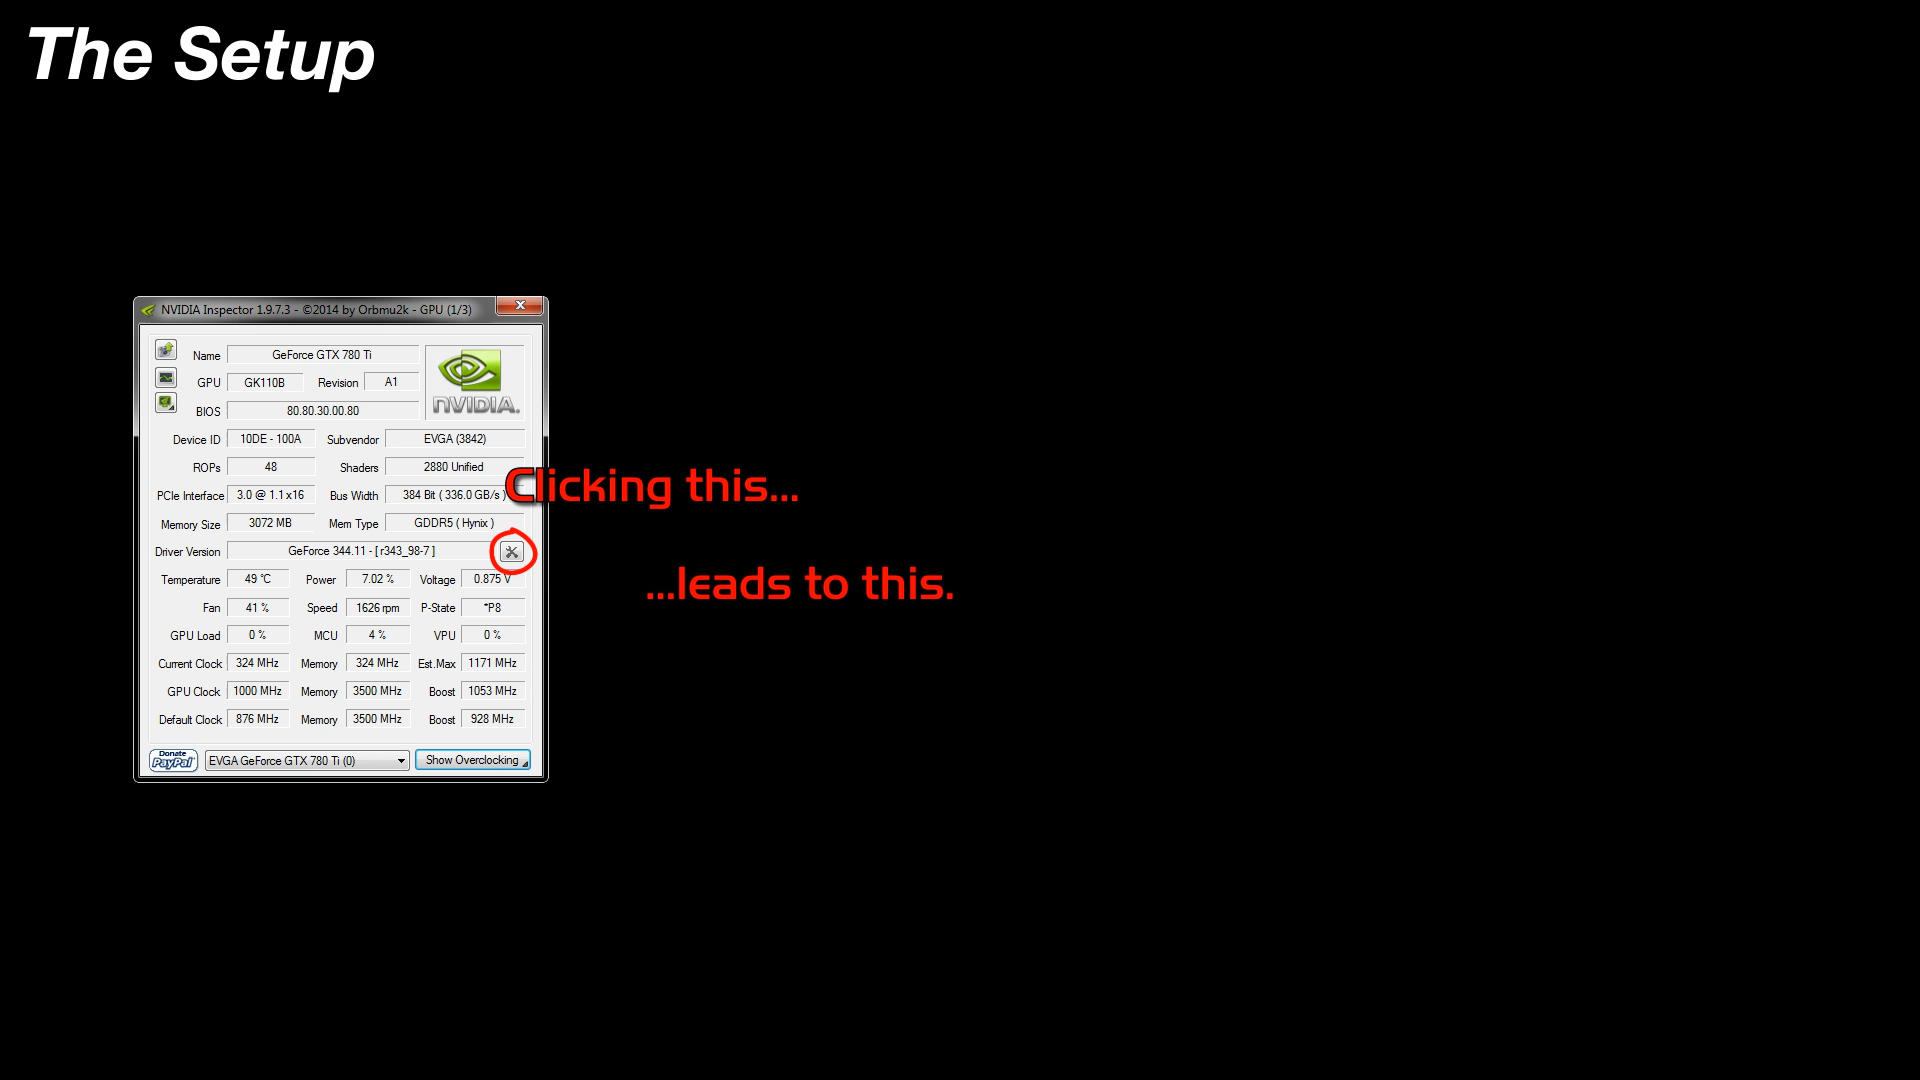 The Setup
NVIDIA Inspector 1.9.7.3 - ©2014 by Orbmu2k - GPU (1/3)
Name GeForce GTX 780 Ti
GPU GK110B Revision A1
nVIDIA.
BIOS 80.80.30.00.80
Device ID 10DE - 100A Subvendor EVGA (3842)
ROPs 48 Shaders 2880 Unified
Clicking this...
PCIe Interface 3.0 @ 1.1 x16 Bus Width 384 Bit ( 336.0 GB/s )
Memory Size 3072 MB Mem Type GDDR5 ( Hynix )
Driver Version GeForce 344.11 - [ r343_98-7 ]
Temperature 49 °C Power 7.02 % Voltage 0.875 V
...leads to this.
Fan 41 % Speed 1626 rpm P-State *P8
GPU Load 0 % MCU 4 % VPU 0 %
Current Clock 324 MHz Memory 324 MHz Est.Max 1171 MHz
GPU Clock 1000 MHz Memory 3500 MHz Boost 1053 MHz
Default Clock 876 MHz Memory 3500 MHz Boost 928 MHz
Donate
PayPal
EVGA GeForce GTX 780 Ti (0) Show Overclocking